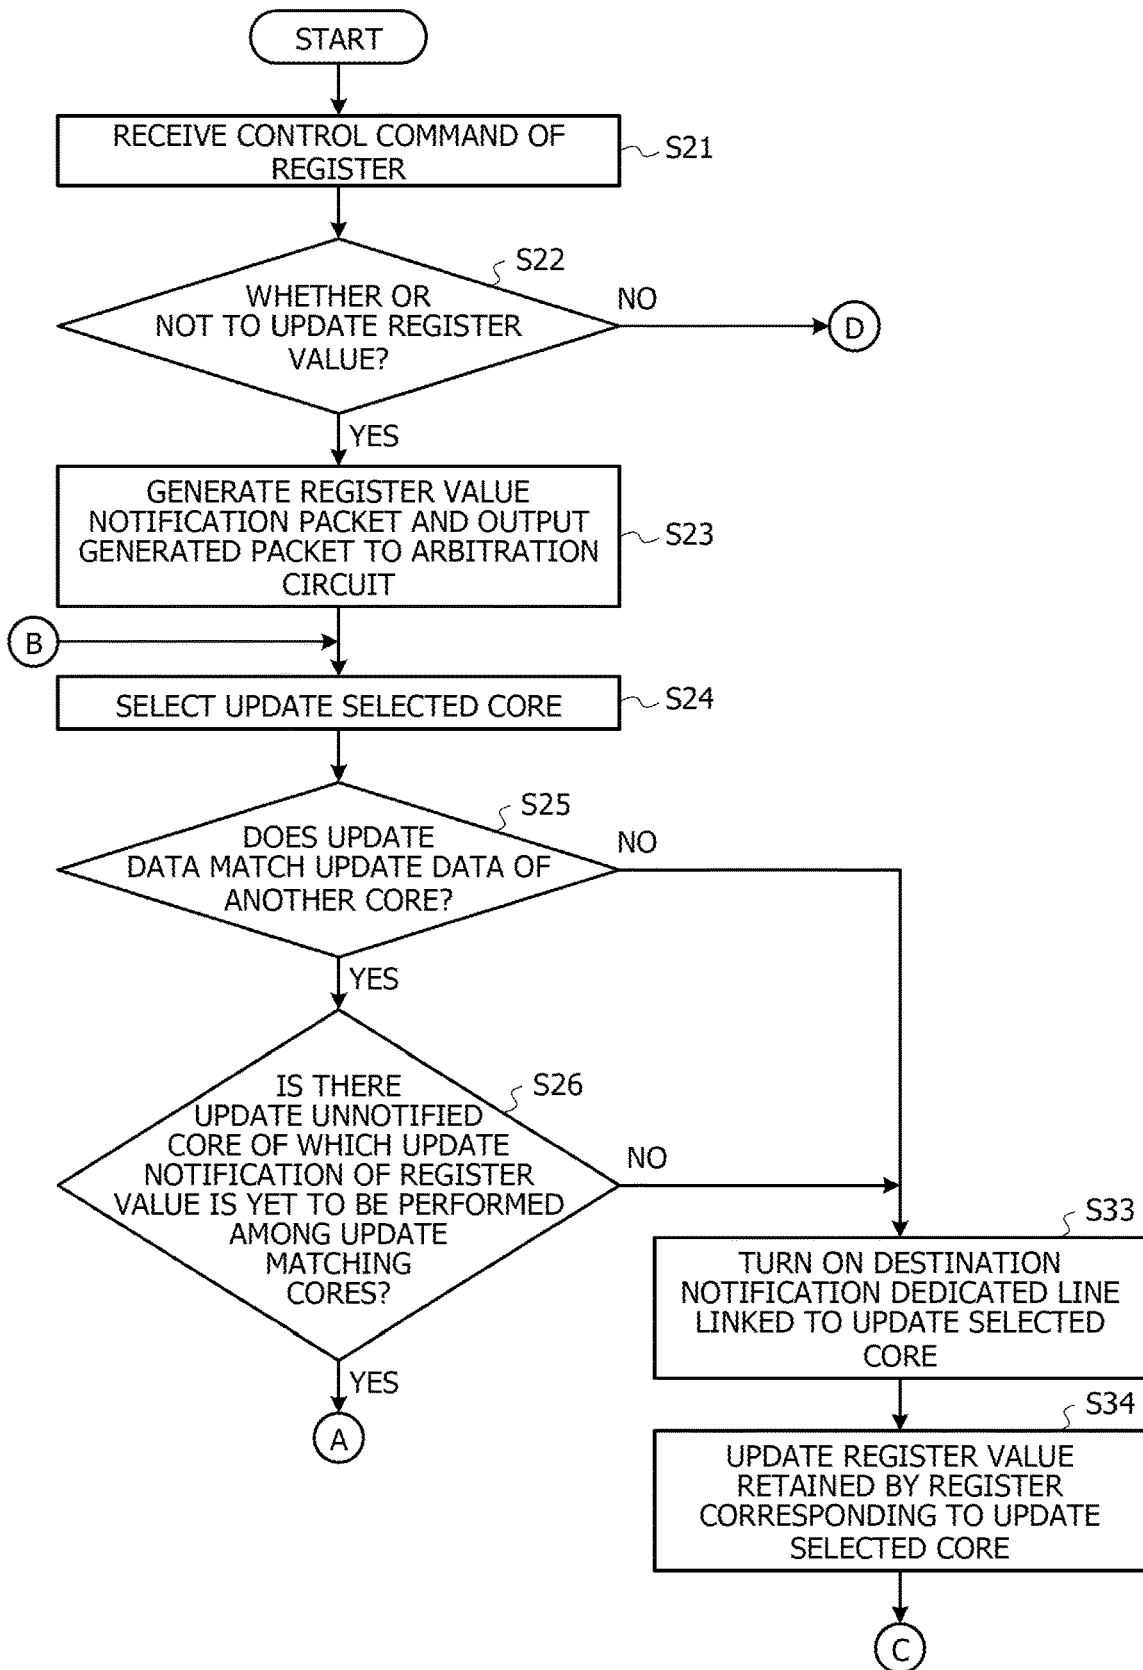 START
RECEIVE CONTROL COMMAND OF
REGISTER
S21
S22
WHETHER OR
NOT TO UPDATE REGISTER
VALUE?
NO
D
YES
GENERATE REGISTER VALUE
NOTIFICATION PACKET AND OUTPUT
GENERATED PACKET TO ARBITRATION
CIRCUIT
S23
B
SELECT UPDATE SELECTED CORE
S24
S25
DOES UPDATE
DATA MATCH UPDATE DATA OF
ANOTHER CORE?
NO
YES
S26
IS THERE
UPDATE UNNOTIFIED
CORE OF WHICH UPDATE
NOTIFICATION OF REGISTER
VALUE IS YET TO BE PERFORMED
AMONG UPDATE
MATCHING
CORES?
NO
YES
A
S33
TURN ON DESTINATION
NOTIFICATION DEDICATED LINE
LINKED TO UPDATE SELECTED
CORE
S34
UPDATE REGISTER VALUE
RETAINED BY REGISTER
CORRESPONDING TO UPDATE
SELECTED CORE
C